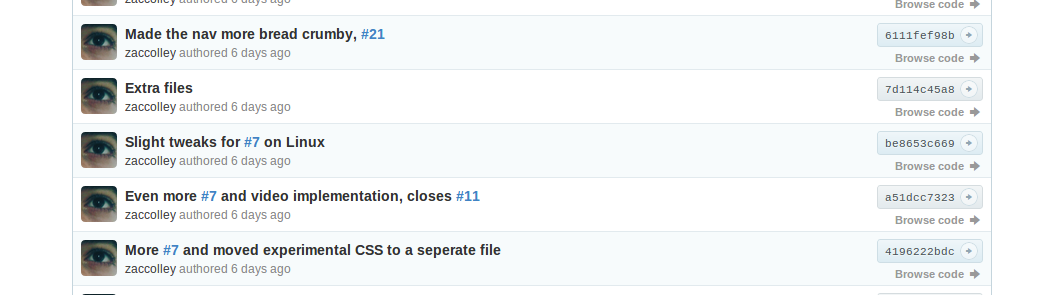 zaccolley authored 6 days ago
Browse code
Made the nav more bread crumby, #21
6111fef98b
zaccolley authored 6 days ago
Browse code
Extra files
7d114c45a8
zaccolley authored 6 days ago
Browse code
Slight tweaks for #7 on Linux
be8653c669
zaccolley authored 6 days ago
Browse code
Even more #7 and video implementation, closes #11
a51dcc7323
zaccolley authored 6 days ago
Browse code
More #7 and moved experimental CSS to a seperate file
4196222bdc
zaccolley authored 6 days ago
Browse code